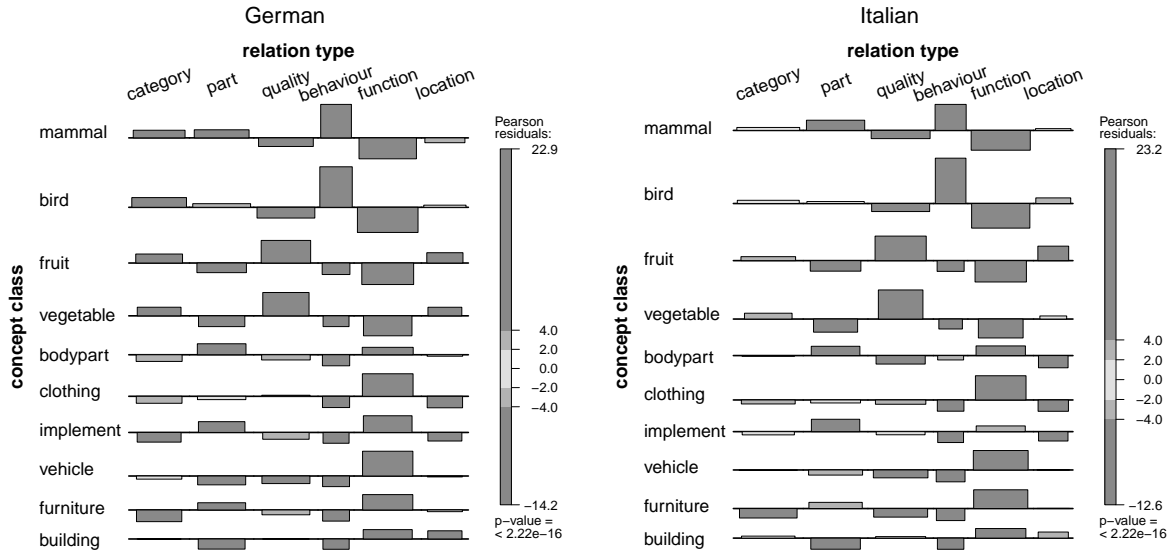 German
relation type
category part quality behaviour function location
concept class
mammal
bird
fruit
vegetable
bodypart
clothing
implement
vehicle
furniture
building
Pearson
residuals:
22.9
4.0
2.0
0.0
−2.0
−4.0
−14.2
p−value =
< 2.22e−16
Italian
relation type
category part quality behaviour function location
concept class
mammal
bird
fruit
vegetable
bodypart
clothing
implement
vehicle
furniture
building
Pearson
residuals:
23.2
4.0
2.0
0.0
−2.0
−4.0
−12.6
p−value =
< 2.22e−16